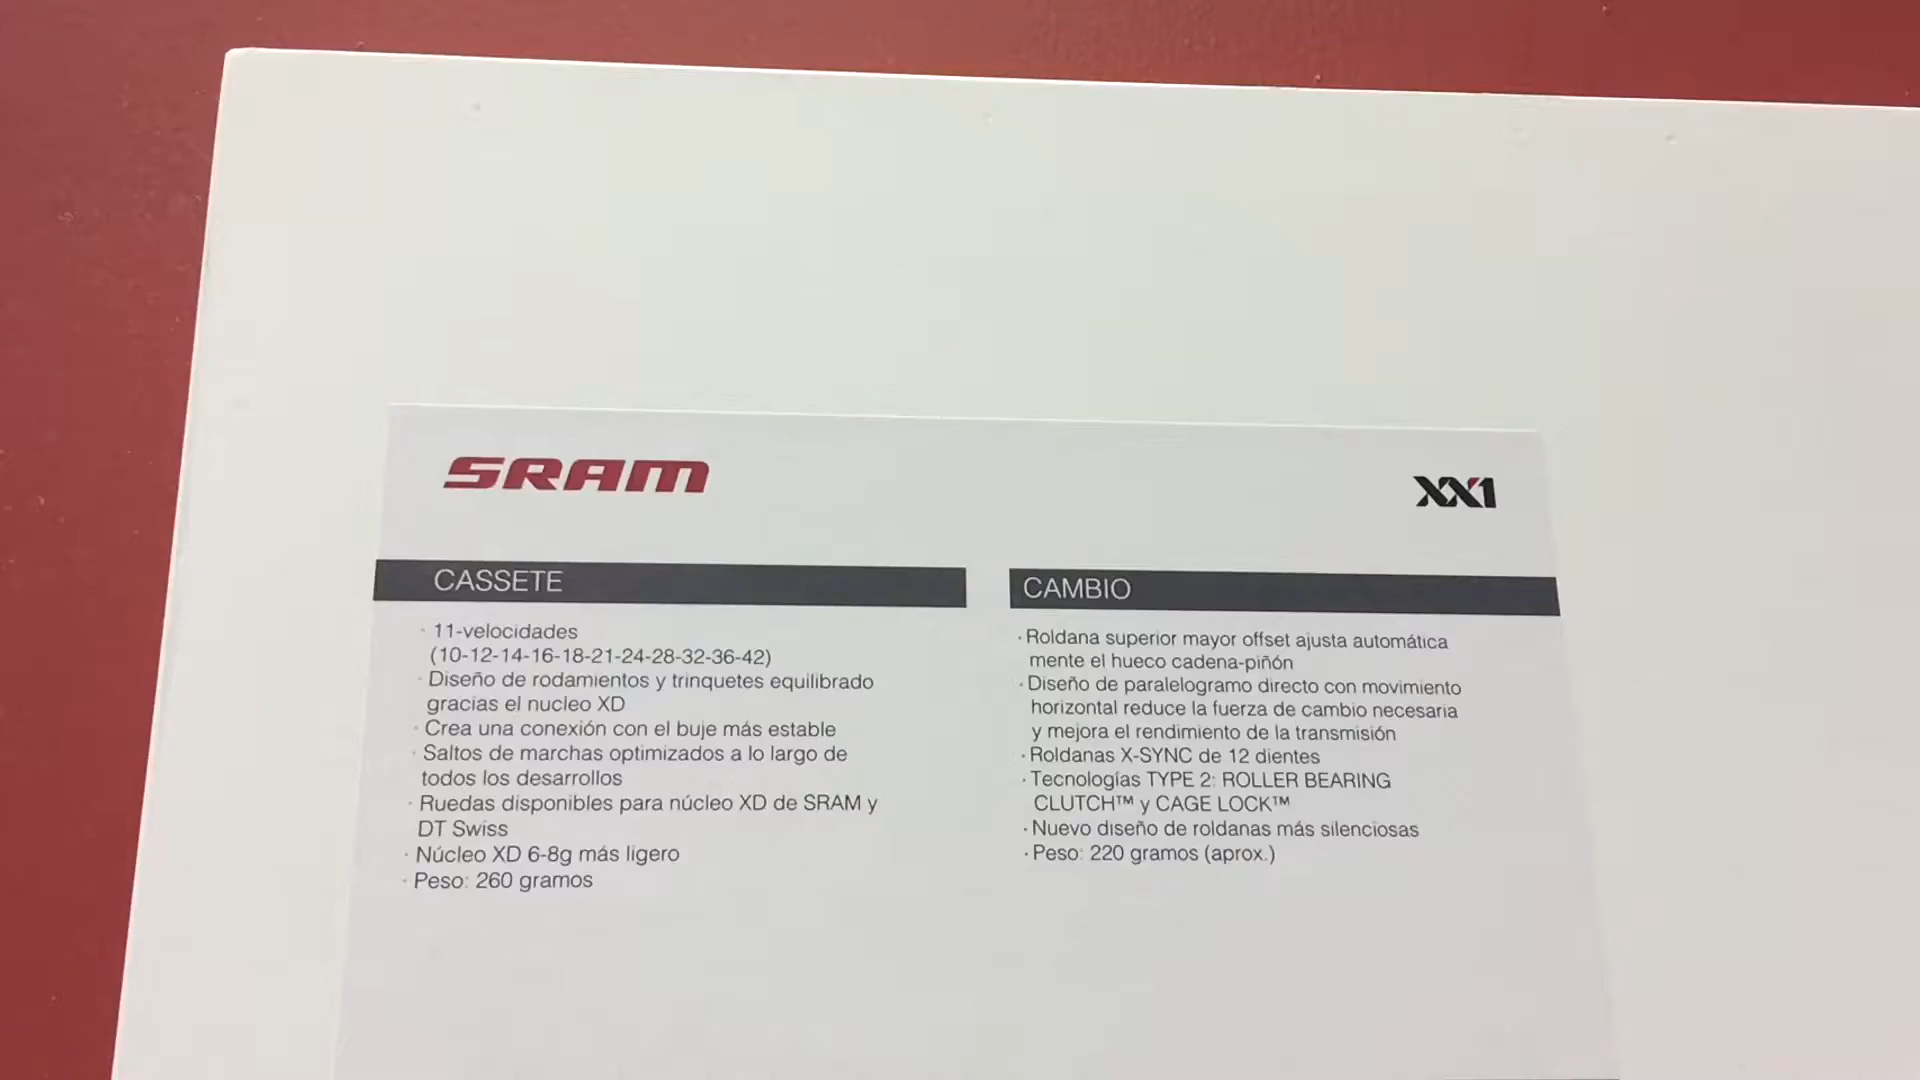 SRAM
XX1
CASSETE
· 11-velocidades
(10-12-14-16-18-21-24-28-32-36-42)
· Diseño de rodamientos y trinquetes equilibrado
gracias el nucleo XD
· Crea una conexión con el buje más estable
· Saltos de marchas optimizados a lo largo de
todos los desarrollos
· Ruedas disponibles para núcleo XD de SRAM y
DT Swiss
· Núcleo XD 6-8g más ligero
· Peso: 260 gramos
CAMBIO
· Roldana superior mayor offset ajusta automática
mente el hueco cadena-piñón
· Diseño de paralelogramo directo con movimiento
horizontal reduce la fuerza de cambio necesaria
y mejora el rendimiento de la transmisión
· Roldanas X-SYNC de 12 dientes
· Tecnologías TYPE 2: ROLLER BEARING
CLUTCH™ y CAGE LOCK™
· Nuevo diseño de roldanas más silenciosas
· Peso: 220 gramos (aprox.)